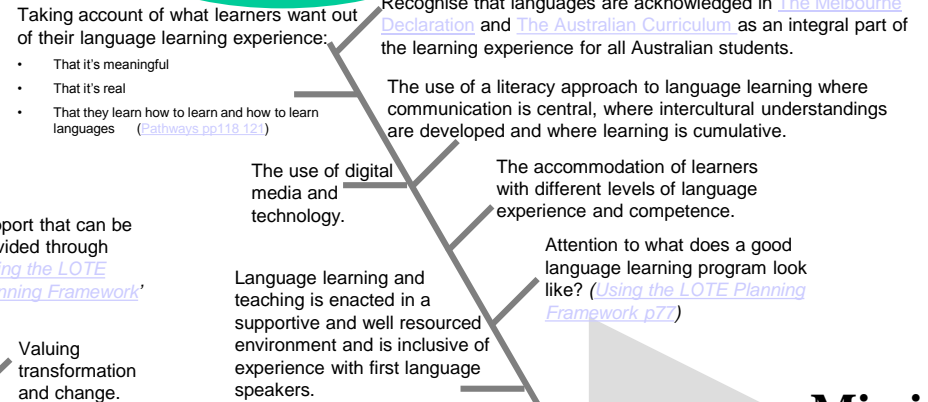 Taking account of what learners want out
of their language learning experience:
• That it's meaningful
• That it's real
• That they learn how to learn and how to learn
languages (Pathways pp118 121)
Recognise that languages are acknowledged in The Melbourne
Declaration and The Australian Curriculum as an integral part of
the learning experience for all Australian students.
The use of a literacy approach to language learning where
communication is central, where intercultural understandings
are developed and where learning is cumulative.
The use of digital
media and
technology.
The accommodation of learners
with different levels of language
experience and competence.
that can be
through
the LOTE
Framework'
Attention to what does a good
language learning program look
like? (Using the LOTE Planning
Framework p77)
Language learning and
teaching is enacted in a
supportive and well resourced
environment and is inclusive of
experience with first language
speakers.
Valuing
transformation
and change.